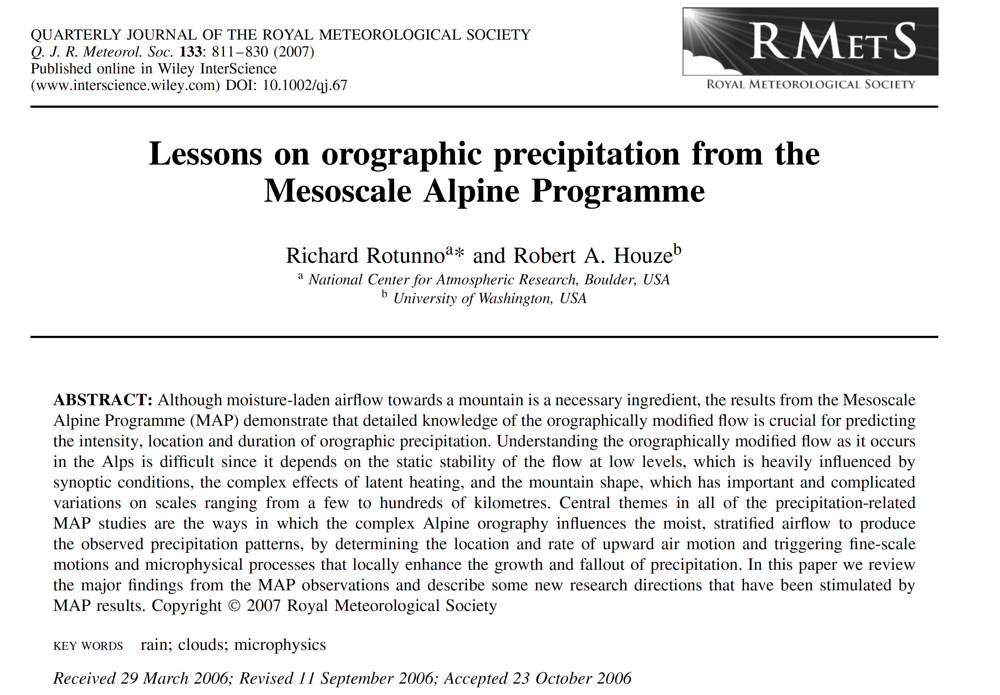 QUARTERLY JOURNAL OF THE ROYAL METEOROLOGICAL SOCIETY
Q. J. R. Meteorol. Soc. 133: 811–830 (2007)
Published online in Wiley InterScience
(www.interscience.wiley.com) DOI: 10.1002/qj.67
RMETS
ROYAL METEOROLOGICAL SOCIETY
Lessons on orographic precipitation from the
Mesoscale Alpine Programme
Richard Rotunnoa* and Robert A. Houzeb
a National Center for Atmospheric Research, Boulder, USA
b University of Washington, USA
ABSTRACT: Although moisture-laden airflow towards a mountain is a necessary ingredient, the results from the Mesoscale
Alpine Programme (MAP) demonstrate that detailed knowledge of the orographically modified flow is crucial for predicting
the intensity, location and duration of orographic precipitation. Understanding the orographically modified flow as it occurs
in the Alps is difficult since it depends on the static stability of the flow at low levels, which is heavily influenced by
synoptic conditions, the complex effects of latent heating, and the mountain shape, which has important and complicated
variations on scales ranging from a few to hundreds of kilometres. Central themes in all of the precipitation-related
MAP studies are the ways in which the complex Alpine orography influences the moist, stratified airflow to produce
the observed precipitation patterns, by determining the location and rate of upward air motion and triggering fine-scale
motions and microphysical processes that locally enhance the growth and fallout of precipitation. In this paper we review
the major findings from the MAP observations and describe some new research directions that have been stimulated by
MAP results. Copyright © 2007 Royal Meteorological Society
KEY WORDS rain; clouds; microphysics
Received 29 March 2006; Revised 11 September 2006; Accepted 23 October 2006